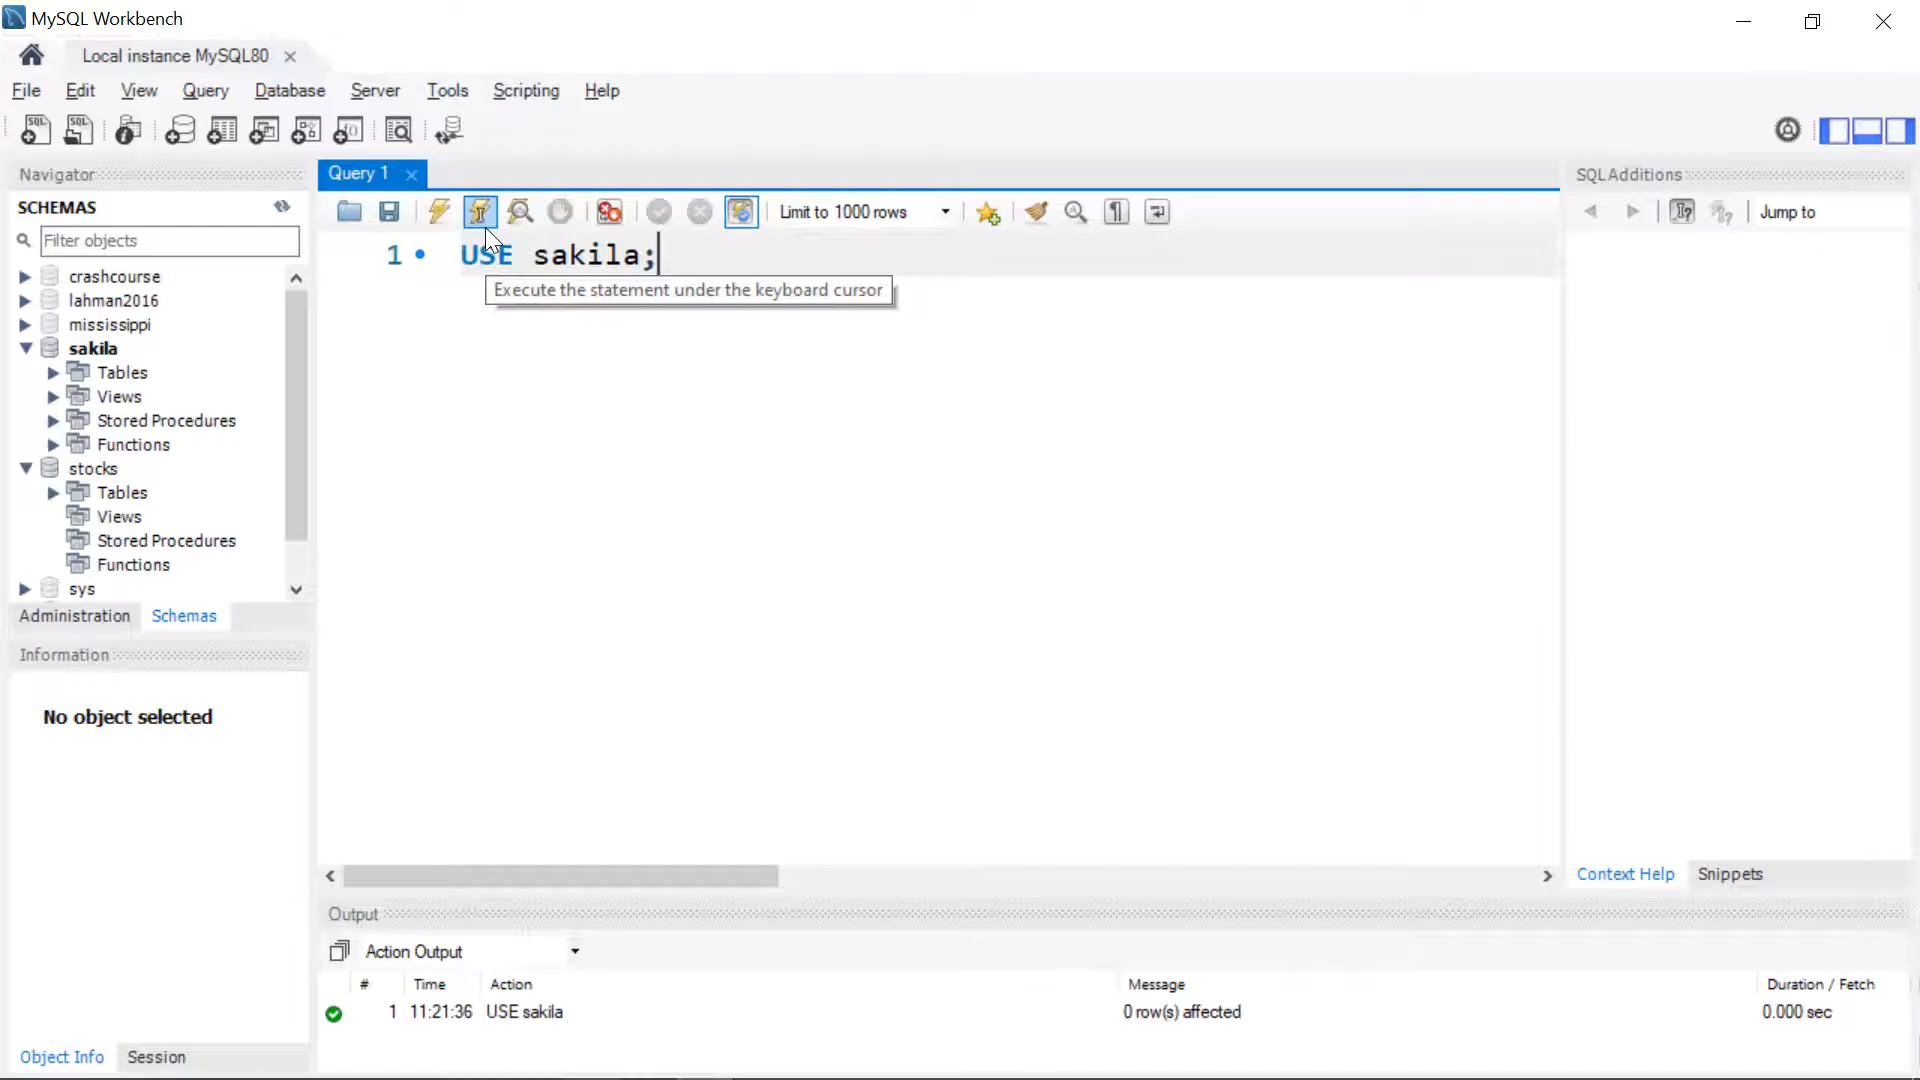 MySQL Workbench
Local instance MySQL80
File Edit View Query Database Server Tools Scripting Help
SQL SQL
Navigator
SCHEMAS
Filter objects
crashcourse
lahman2016
mississippi
sakila
Tables
Views
Stored Procedures
Functions
stocks
Tables
Views
Stored Procedures
Functions
sys
Administration Schemas
Information
No object selected
Object Info Session
Query 1
Limit to 1000 rows
1 USE sakila;
Execute the statement under the keyboard cursor
SQLAdditions
Jump to
Context Help Snippets
Output
Action Output
# Time Action Message Duration / Fetch
1 11:21:36 USE sakila 0 row(s) affected 0.000 sec